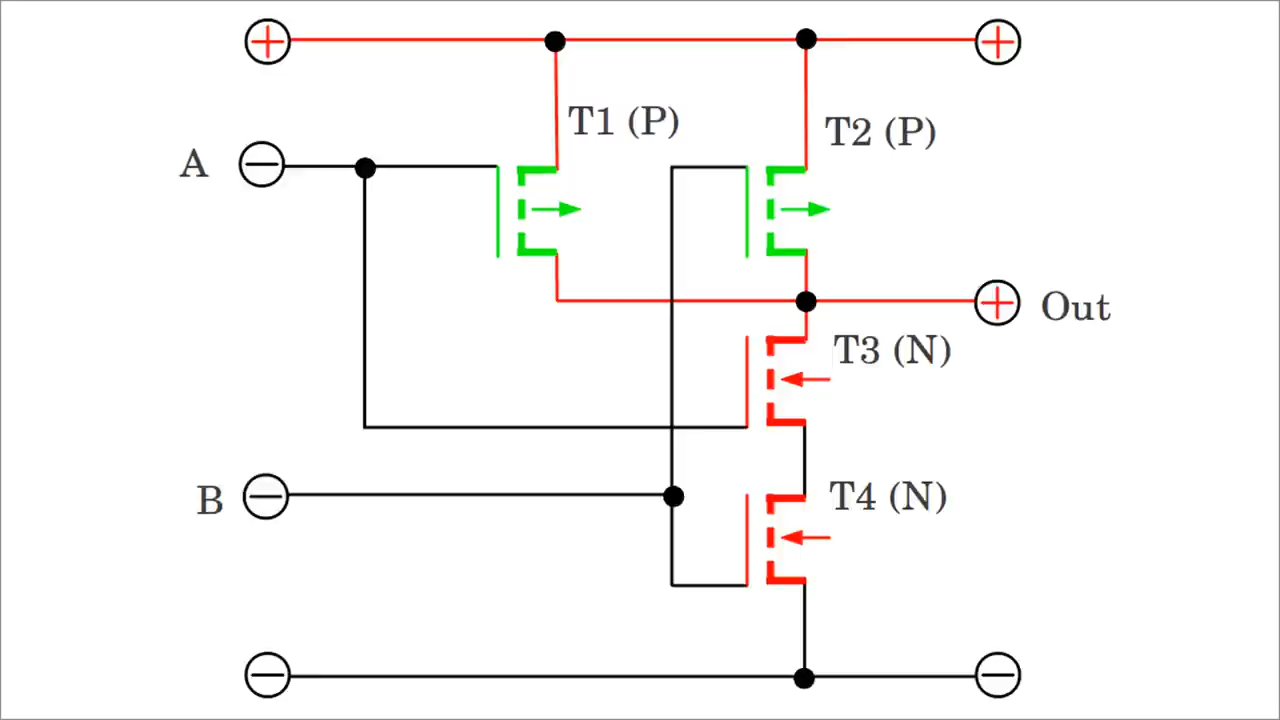 T1 (P)
T2 (P)
A
Out
T3 (N)
B
T4 (N)